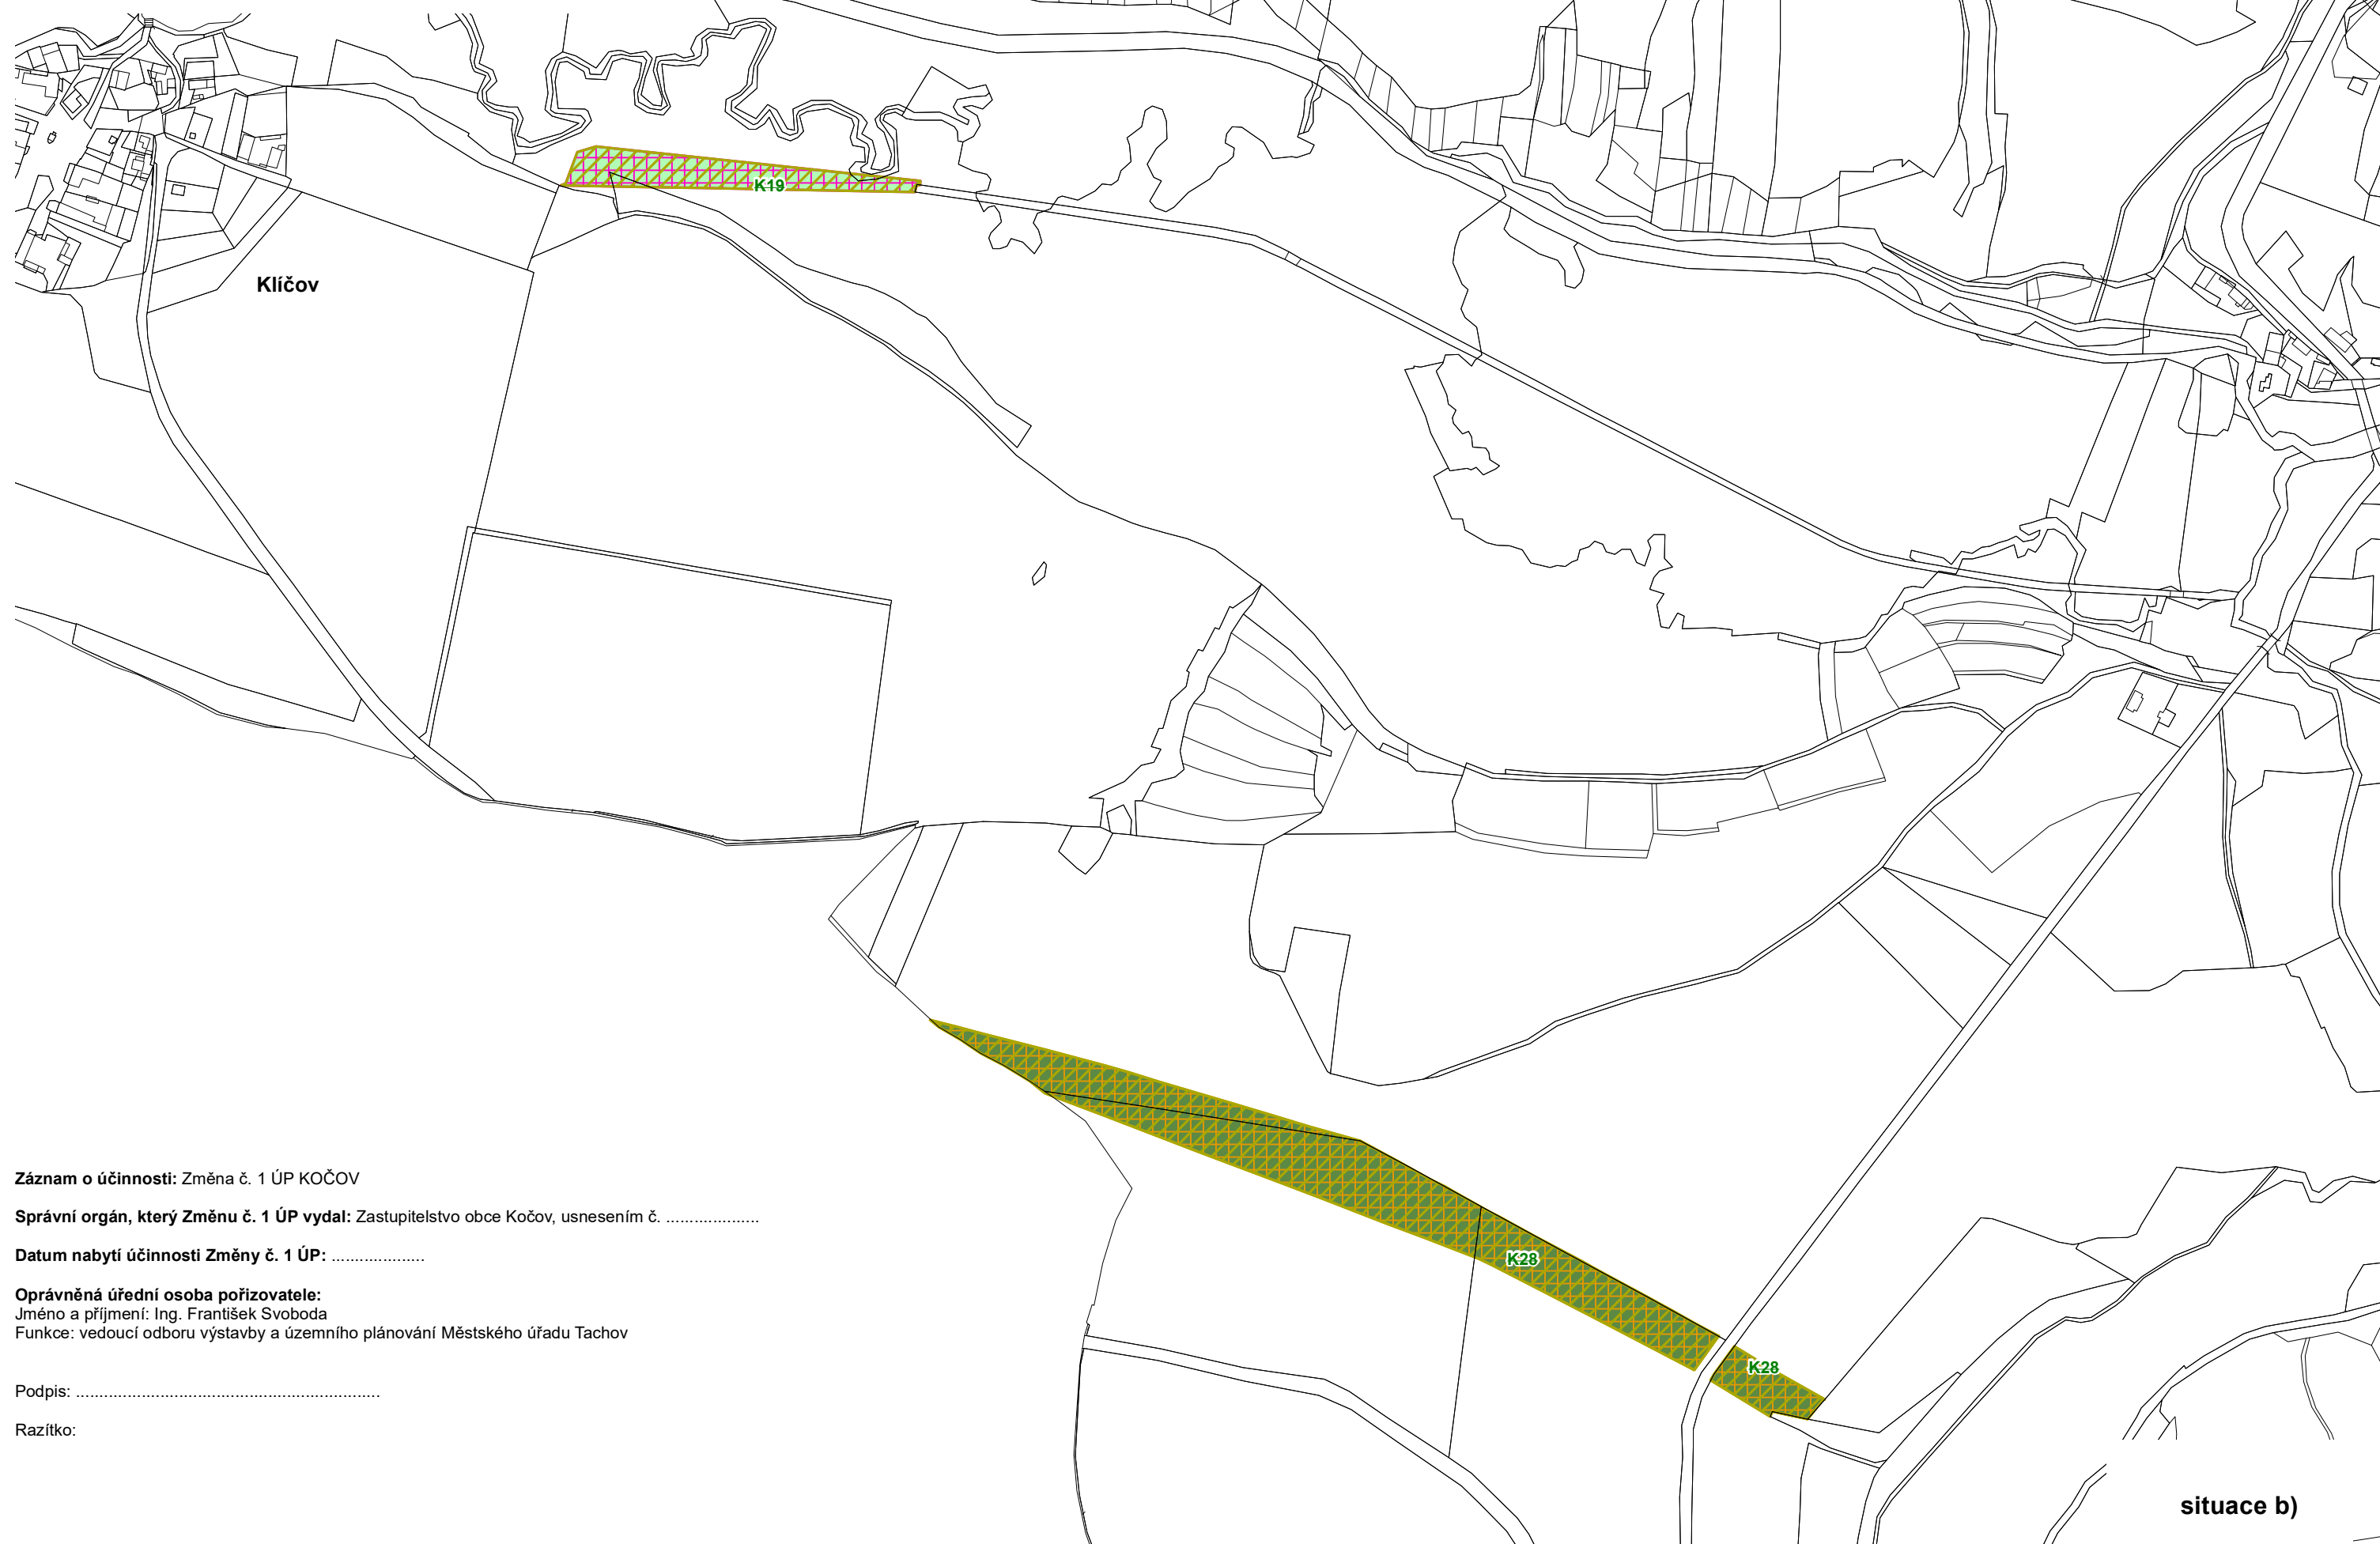 K19
Klíčov
K28
K28
Záznam o účinnosti: Změna č. 1 ÚP KOČOV
Správní orgán, který Změnu č. 1 ÚP vydal: Zastupitelstvo obce Kočov, usnesením č. ....................
Datum nabytí účinnosti Změny č. 1 ÚP: ....................
Oprávněná úřední osoba pořizovatele:
Jméno a příjmení: Ing. František Svoboda
Funkce: vedoucí odboru výstavby a územního plánování Městského úřadu Tachov
Podpis: .................................................................
Razítko:
situace b)